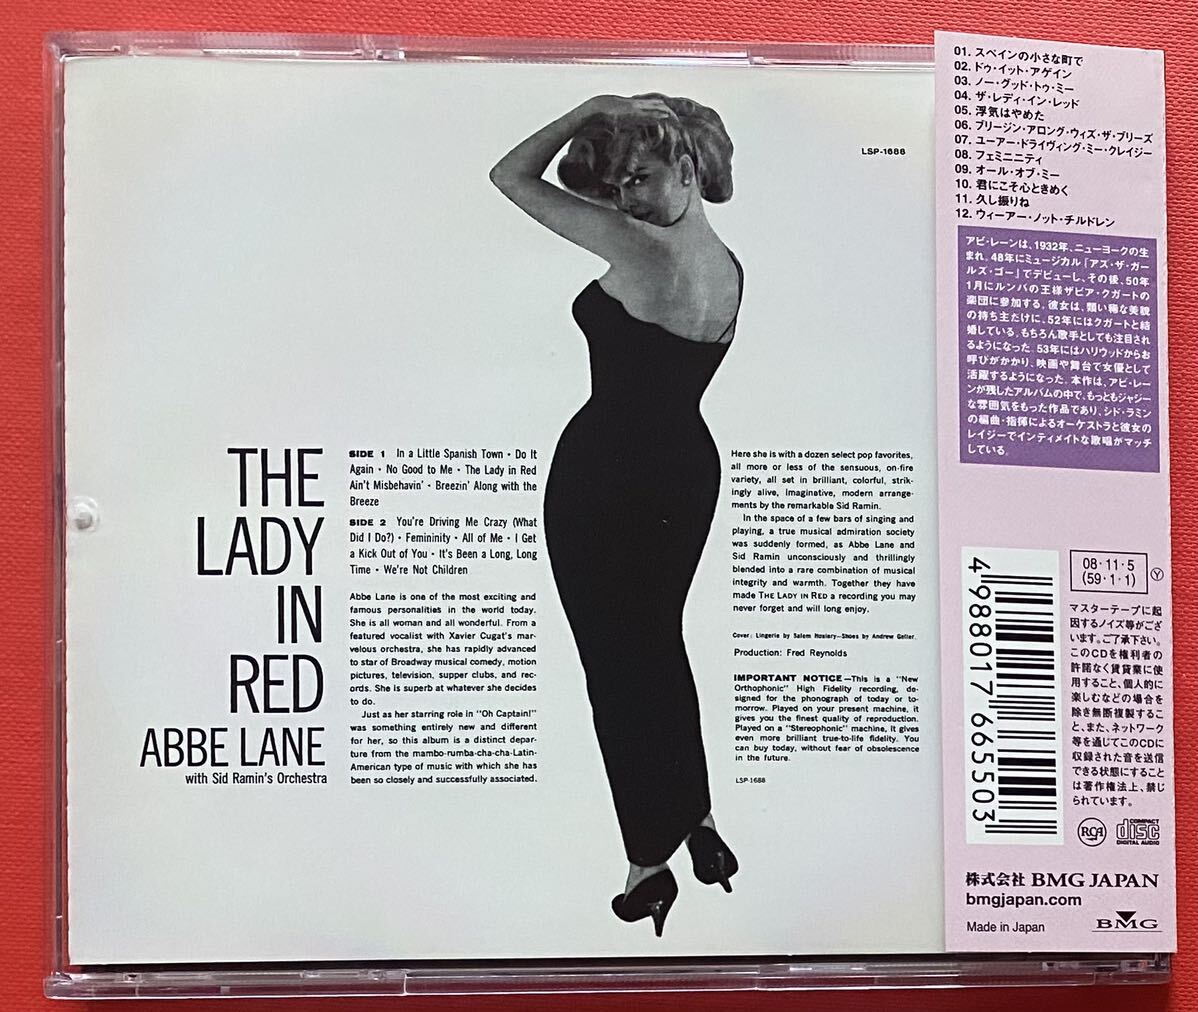 LSP-1688
THE
LADY
IN
RED
ABBE LANE
with Sid Ramin's Orchestra
SIDE 1 In a Little Spanish Town • Do It
Again • No Good to Me • The Lady in Red
Ain't Misbehavin' • Breezin' Along with the
Breeze
SIDE 2 You're Driving Me Crazy (What
Did I Do?) • Femininity • All of Me • I Get
a Kick Out of You • It's Been a Long, Long
Time • We're Not Children
Abbe Lane is one of the most exciting and
famous personalities in the world today.
She is all woman and all wonderful. From a
featured vocalist with Xavier Cugat's mar-
velous orchestra, she has rapidly advanced
to star of Broadway musical comedy, motion
pictures, television, supper clubs, and rec-
ords. She is superb at whatever she decides
to do.
Just as her starring role in "Oh Captain!"
was something entirely new and different
for her, so this album is a distinct depar-
ture from the mambo-rumba-cha-cha-Latin-
American type of music with which she has
been so closely and successfully associated.
Here she is with a dozen select pop favorites,
all more or less of the sensuous, on-fire
variety, all set in brilliant, colorful, strik-
ingly alive, imaginative, modern arrange-
ments by the remarkable Sid Ramin.
In the space of a few bars of singing and
playing, a true musical admiration society
was suddenly formed, as Abbe Lane and
Sid Ramin unconsciously and thrillingly
blended into a rare combination of musical
integrity and warmth. Together they have
made THE LADY IN RED a recording you may
never forget and will long enjoy.
Cover: Lingerie by Salem Hosiery—Shoes by Andrew Geller.
Production: Fred Reynolds
IMPORTANT NOTICE—This is a "New
Orthophonic" High Fidelity recording, de-
signed for the phonograph of today or to-
morrow. Played on your present machine, it
gives you the finest quality of reproduction.
Played on a "Stereophonic" machine, it gives
even more brilliant true-to-life fidelity. You
can buy today, without fear of obsolescence
in the future.
LSP-1688
01. スペインの小さな町で
02. ドゥ・イット・アゲイン
03. ノー・グッド・トゥ・ミー
04. ザ・レディ・イン・レッド
05. 浮気はやめた
06. ブリージン・アロング・ウィズ・ザ・ブリーズ
07. ユーアー・ドライヴィング・ミー・クレイジー
08. フェミニニティ
09. オール・オブ・ミー
10. 君にこそ心ときめく
11. 久し振りね
12. ウィーアー・ノット・チルドレン
アビ・レーンは、1932年、ニューヨークの生
まれ。48年にミュージカル「アズ・ザ・ガー
ルズ・ゴー」でデビューし、その後、50年
1月にルンバの王様ザビア・クガートの
楽団に参加する。彼女は、類い稀な美貌
の持ち主だけに、52年にはクガートと結
婚している。もちろん歌手としても注目され
るようになった。53年にはハリウッドからお
呼びがかかり、映画や舞台で女優として
活躍するようになった。本作は、アビ・レー
ンが残したアルバムの中で、もっともジャジー
な雰囲気をもった作品であり、シド・ラミン
の編曲・指揮によるオーケストラと彼女の
レイジーでインティメイトな歌唱がマッチ
している。
4988017665503
08・11・5
(59・1・1)
Y
マスターテープに起
因するノイズ等がござ
います。ご了承下さい。
このCDを権利者の
許諾なく賃貸業に使
用すること、個人的に
楽しむなどの場合を
除き無断複製するこ
と、また、ネットワーク
等を通じてこのCDに
収録された音を送信
できる状態にすること
は著作権法上、禁じ
られています。
RCA
COMPACT
disc
DIGITAL AUDIO
株式会社 BMG JAPAN
bmgjapan.com
Made in Japan
BMG